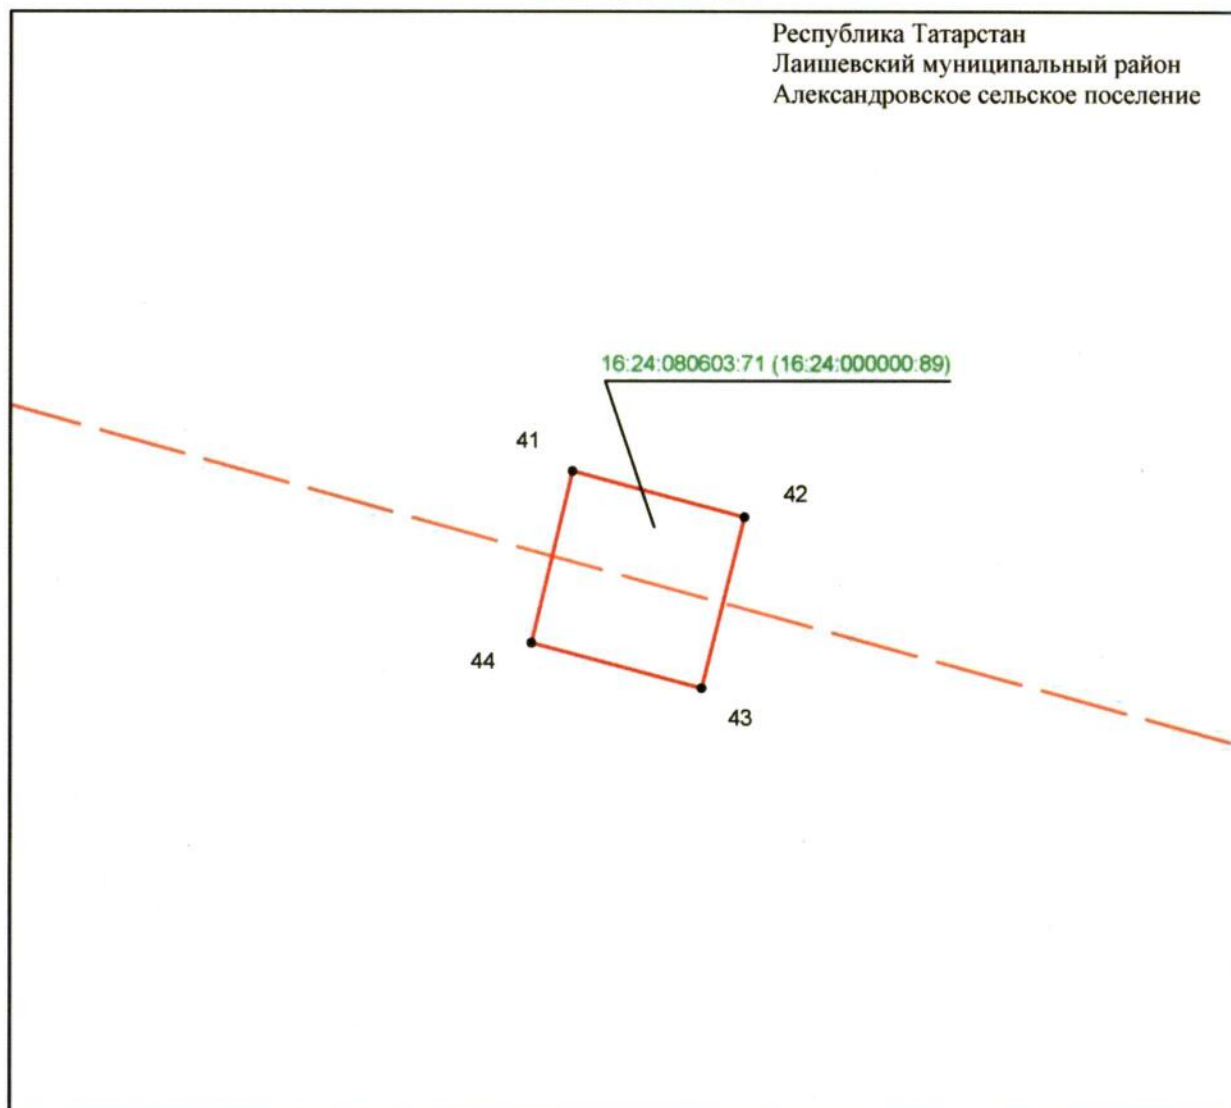 Республика Татарстан
Лаишевский муниципальный район
Александровское сельское поселение
16:24:080603:71 (16:24:000000:89)
41
42
44
43